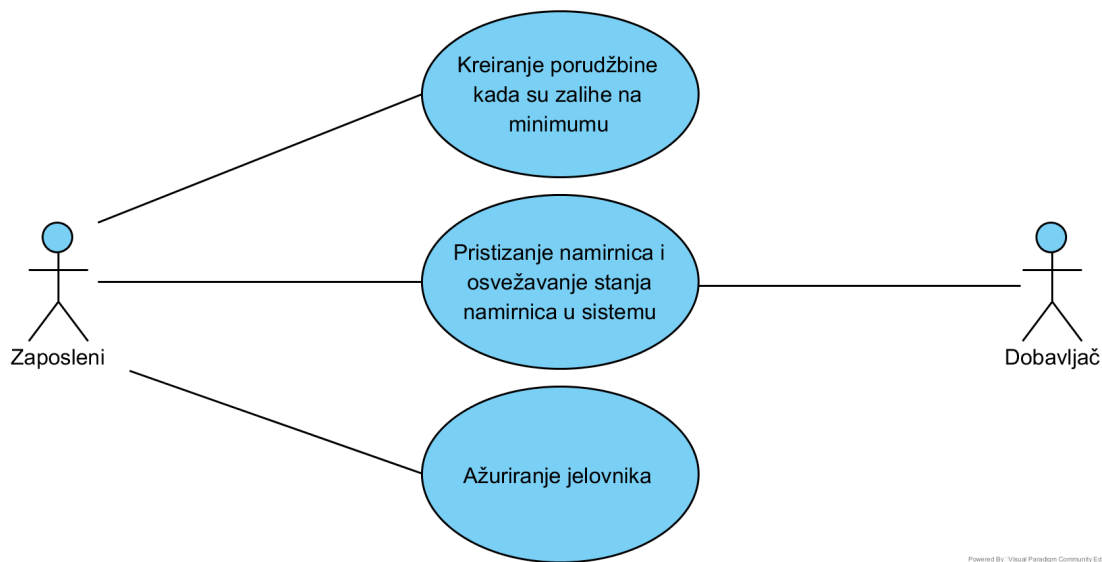 Kreiranje porudžbine
kada su zalihe na
minimumu
Pristizanje namirnica i
osvežavanje stanja
namirnica u sistemu
Zaposleni
Dobavljač
Ažuriranje jelovnika
Powered By Visual Paradigm Community Ed